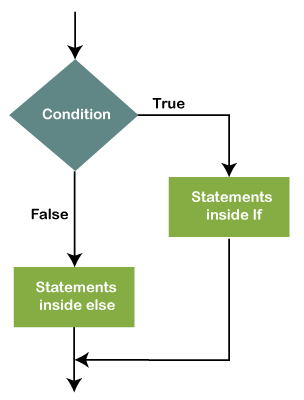 Condition
True
Statements
inside If
False
Statements
inside else